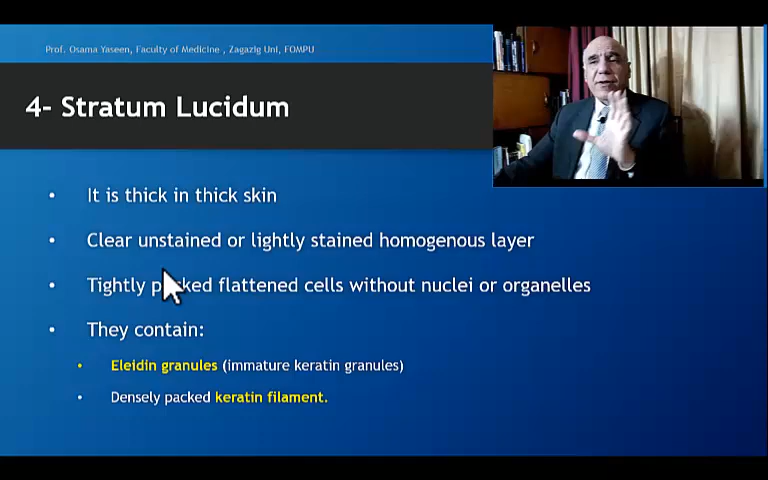 Prof. Osama Yaseen, Faculty of Medicine , Zagazig Uni, FOMPU
4- Stratum Lucidum
• It is thick in thick skin
• Clear unstained or lightly stained homogenous layer
• Tightly packed flattened cells without nuclei or organelles
• They contain:
• Eleidin granules (immature keratin granules)
• Densely packed keratin filament.